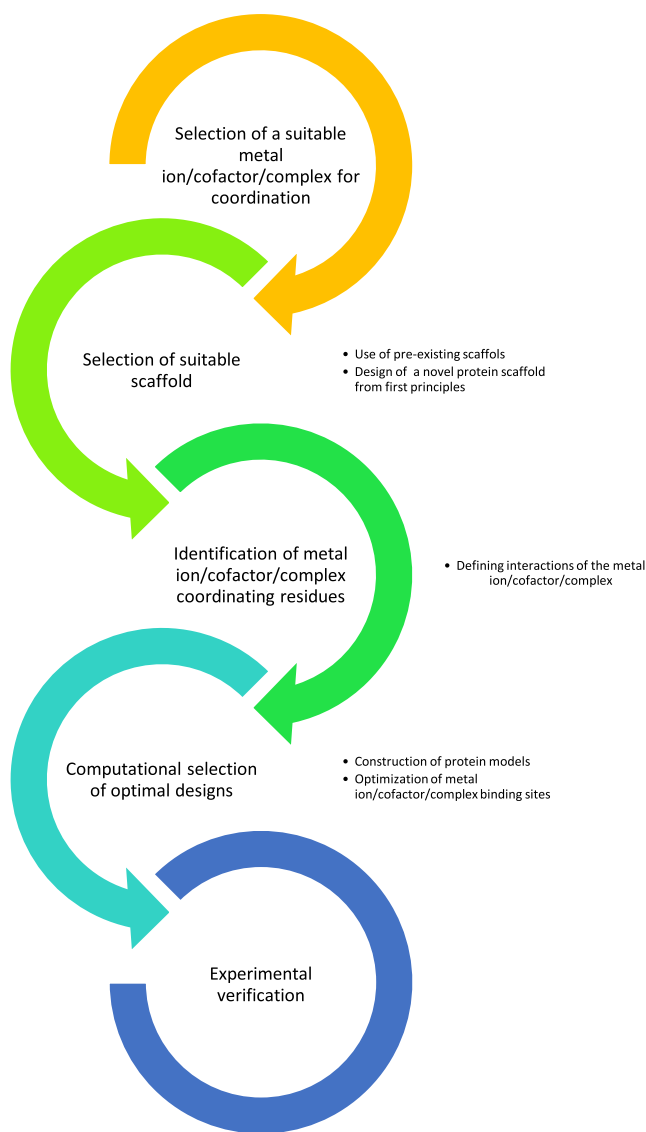 Selection of a suitable
metal
ion/cofactor/complex for
coordination
Selection of suitable
scaffold
• Use of pre-existing scaffols
• Design of a novel protein scaffold
from first principles
Identification of metal
ion/cofactor/complex
coordinating residues
• Defining interactions of the metal
ion/cofactor/complex
Computational selection
of optimal designs
• Construction of protein models
• Optimization of metal
ion/cofactor/complex binding sites
Experimental
verification